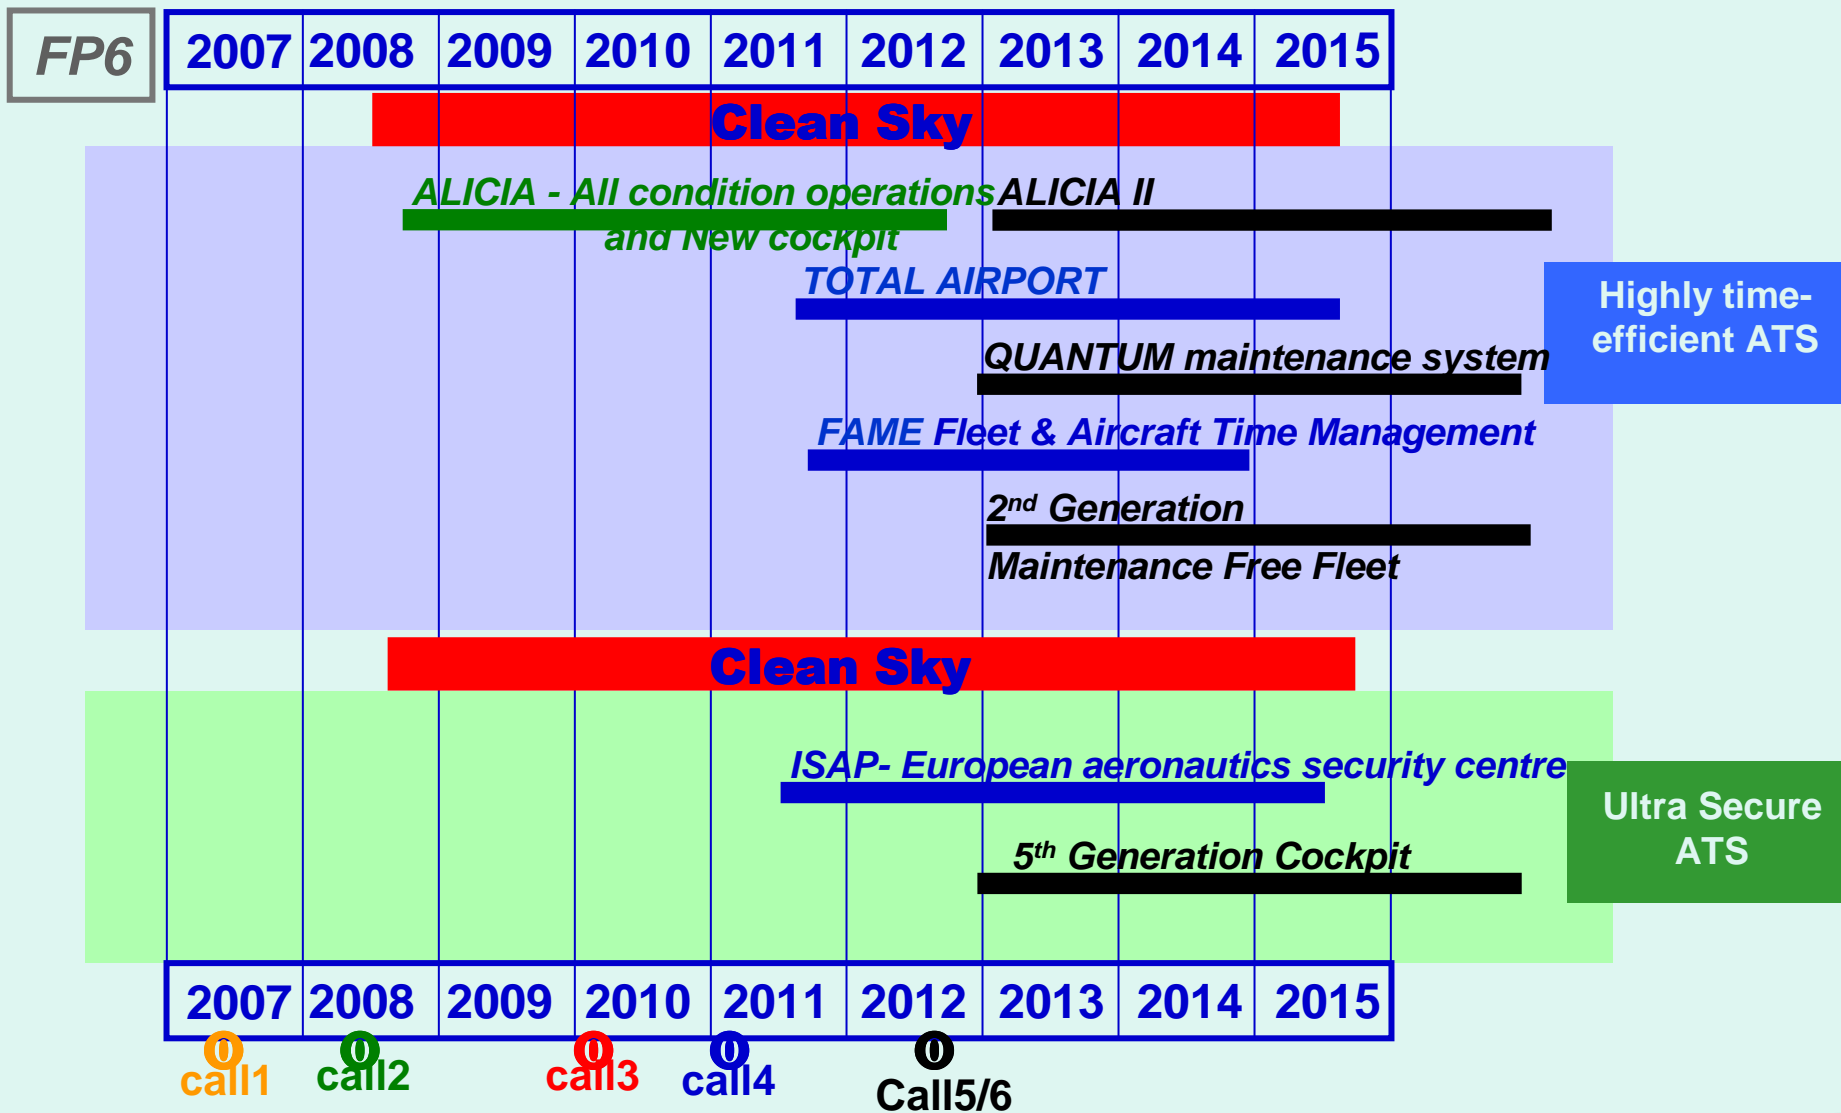 FP6
2007 2008 2009 2010 2011 2012 2013 2014 2015
Clean Sky
ALICIA - All condition operations
and New cockpit
ALICIA II
TOTAL AIRPORT
QUANTUM maintenance system
Highly time-
efficient ATS
FAME Fleet & Aircraft Time Management
2nd Generation
Maintenance Free Fleet
Clean Sky
ISAP- European aeronautics security centre
5th Generation Cockpit
Ultra Secure
ATS
2007 2008 2009 2010 2011 2012 2013 2014 2015
0 0 0 0 0
call1 call2 call3 call4 Call5/6